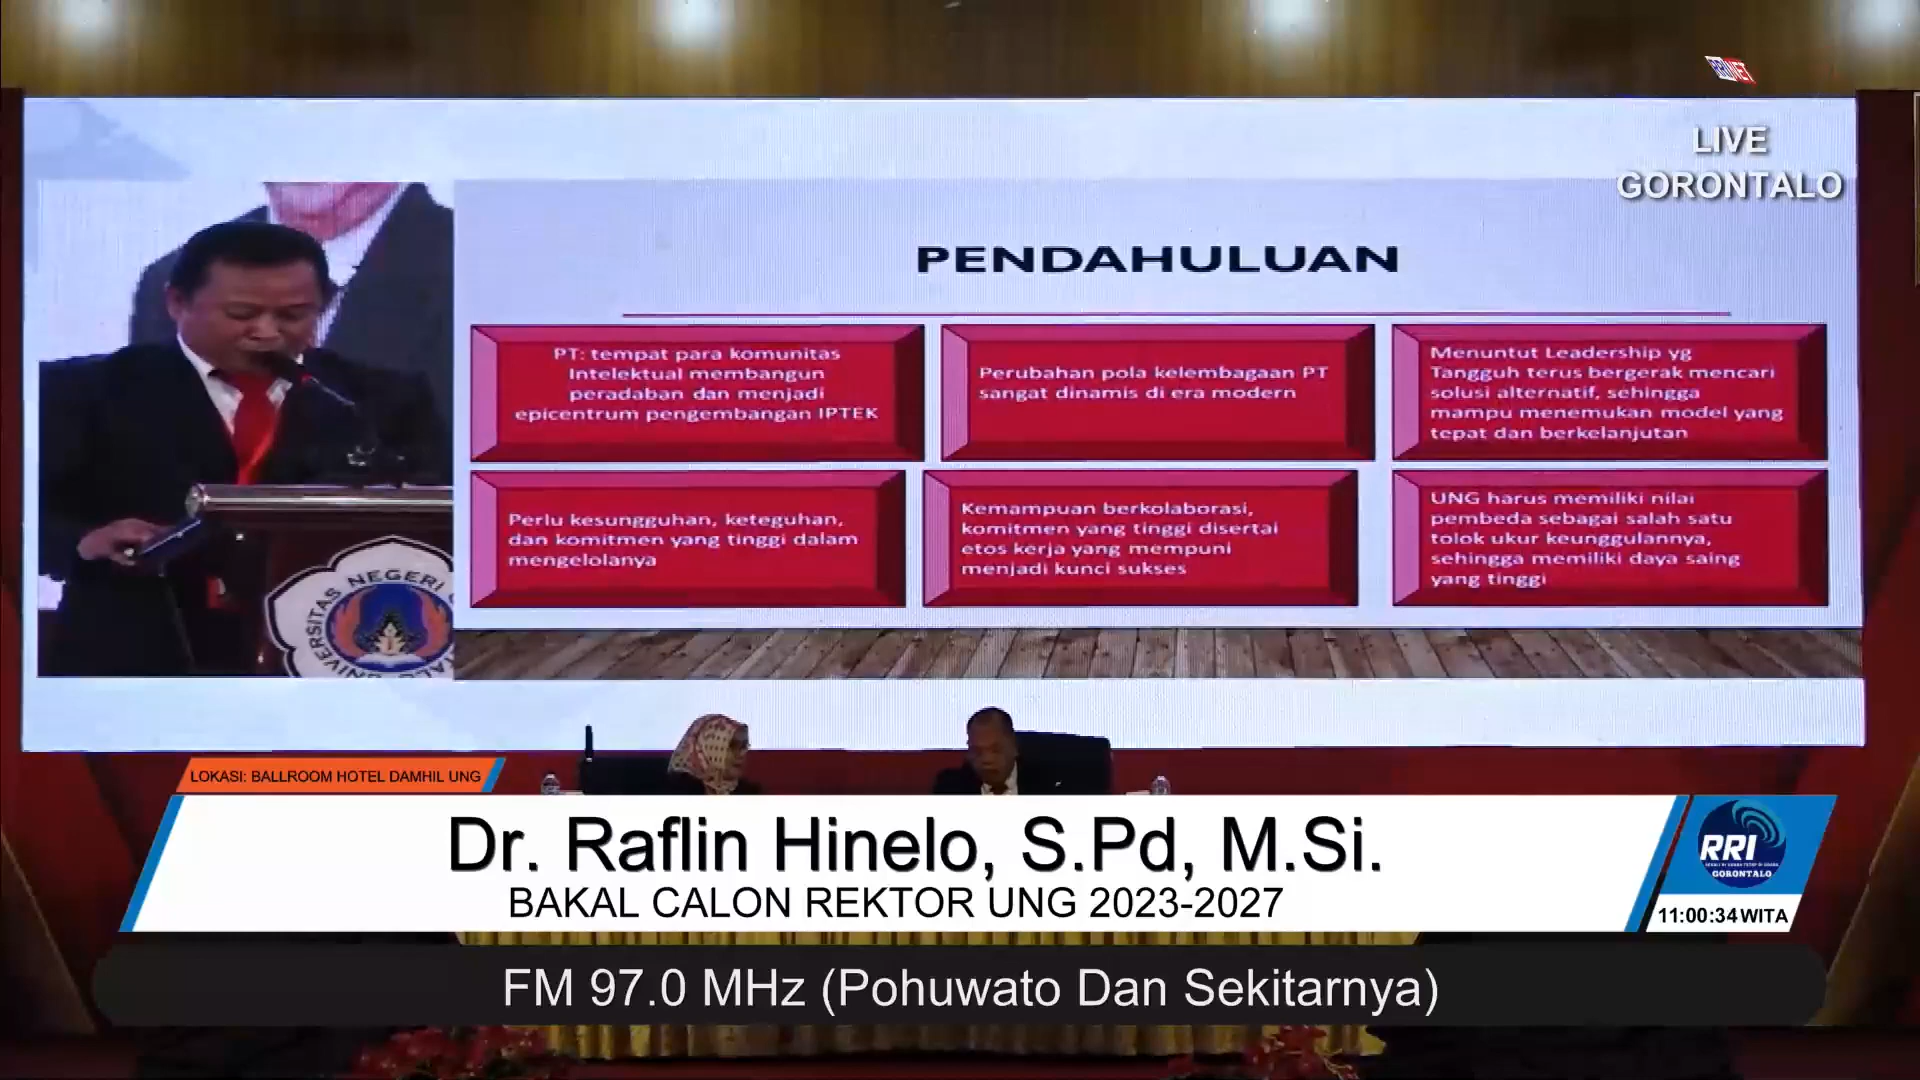 RRI NET
LIVE
GORONTALO
PENDAHULUAN
PT: tempat para komunitas
Intelektual membangun
peradaban dan menjadi
epicentrum pengembangan IPTEK
Perubahan pola kelembagaan PT
sangat dinamis di era modern
Menuntut Leadership yg
Tangguh terus bergerak mencari
solusi alternatif, sehingga
mampu menemukan model yang
tepat dan berkelanjutan
Perlu kesungguhan, keteguhan,
dan komitmen yang tinggi dalam
mengelolanya
Kemampuan berkolaborasi,
komitmen yang tinggi disertai
etos kerja yang mempuni
menjadi kunci sukses
UNG harus memiliki nilai
pembeda sebagai salah satu
tolok ukur keunggulannya,
sehingga memiliki daya saing
yang tinggi
UNIVERSITAS NEGERI
LOKASI: BALLROOM HOTEL DAMHIL UNG
Dr. Raflin Hinelo, S.Pd, M.Si.
BAKAL CALON REKTOR UNG 2023-2027
RRI
GORONTALO
11:00:34 WITA
FM 97.0 MHz (Pohuwato Dan Sekitarnya)